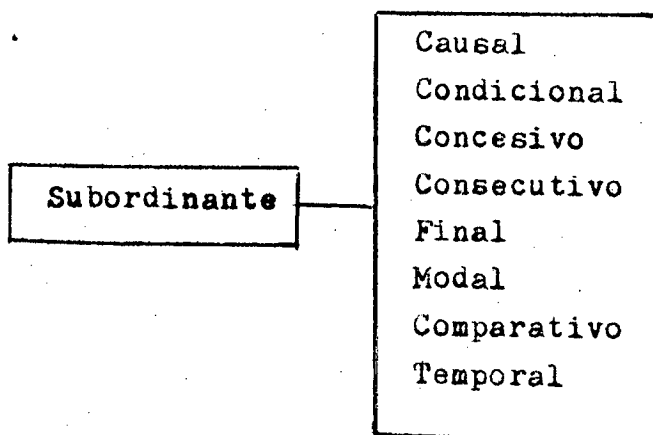 Subordinante
Causal
Condicional
Concesivo
Consecutivo
Final
Modal
Comparativo
Temporal